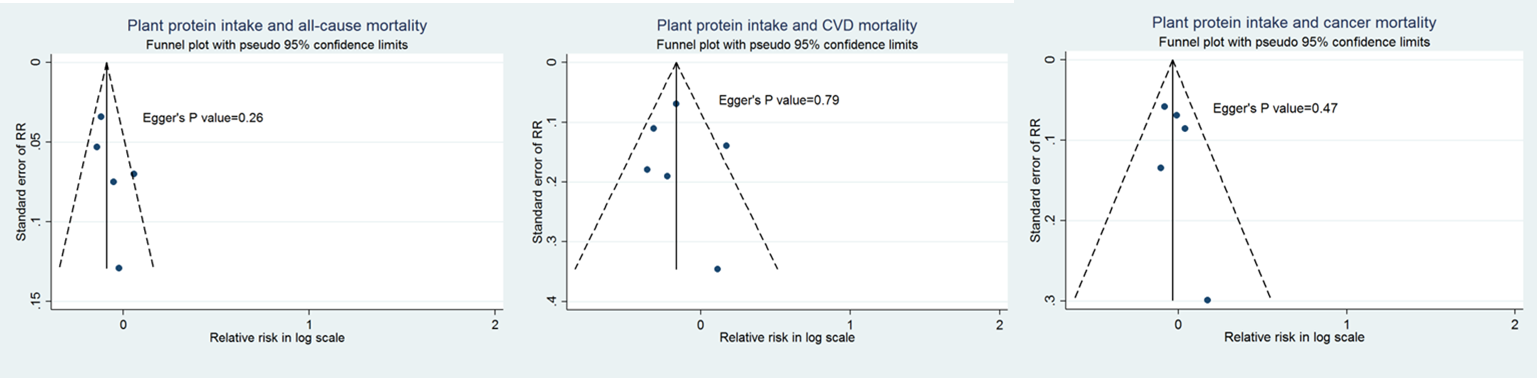 Plant protein intake and all-cause mortality
Funnel plot with pseudo 95% confidence limits
Egger's P value=0.26
Standard error of RR
0
.05
.1
.15
0
1
2
Relative risk in log scale
Plant protein intake and CVD mortality
Funnel plot with pseudo 95% confidence limits
Egger's P value=0.79
Standard error of RR
0
.1
.2
.3
.4
0
1
2
Relative risk in log scale
Plant protein intake and cancer mortality
Funnel plot with pseudo 95% confidence limits
Egger's P value=0.47
Standard error of RR
0
.1
.2
.3
0
1
2
Relative risk in log scale